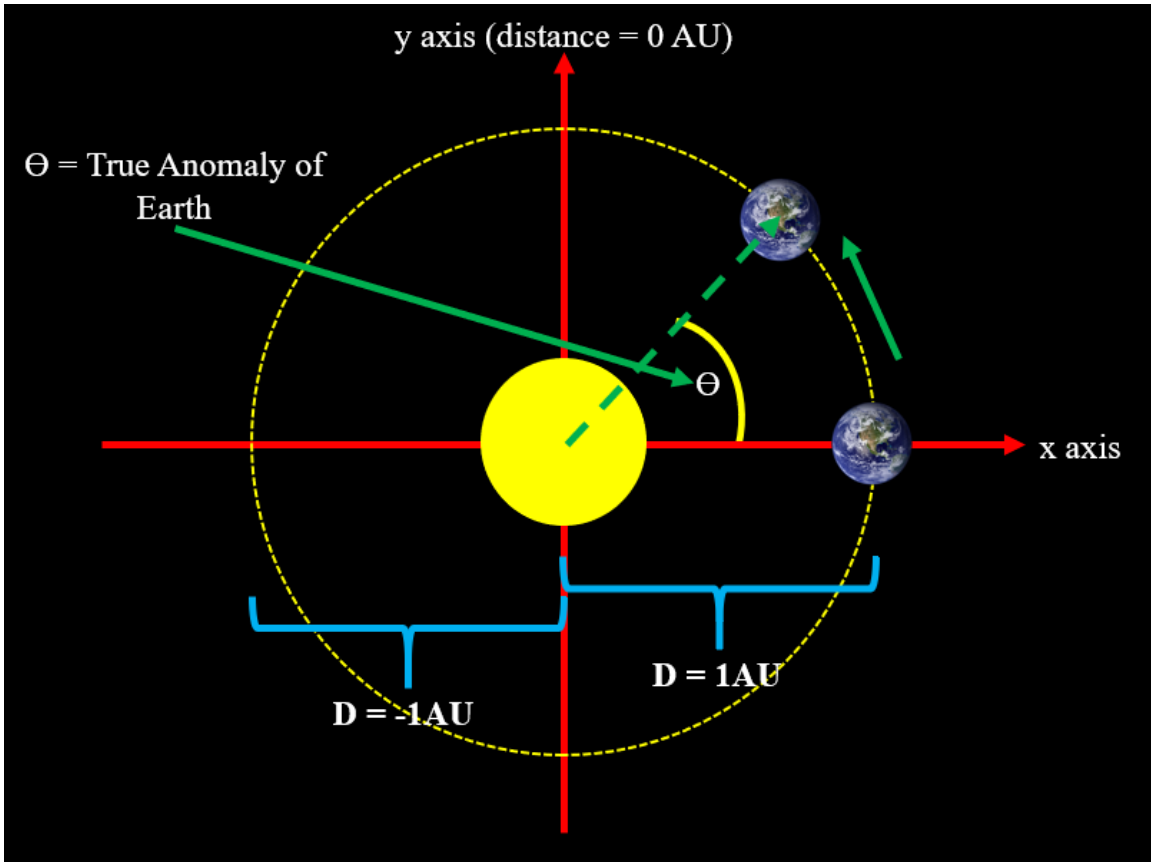 y axis (distance = 0 AU)
ϴ = True Anomaly of
Earth
ϴ
x axis
D = 1AU
D = -1AU